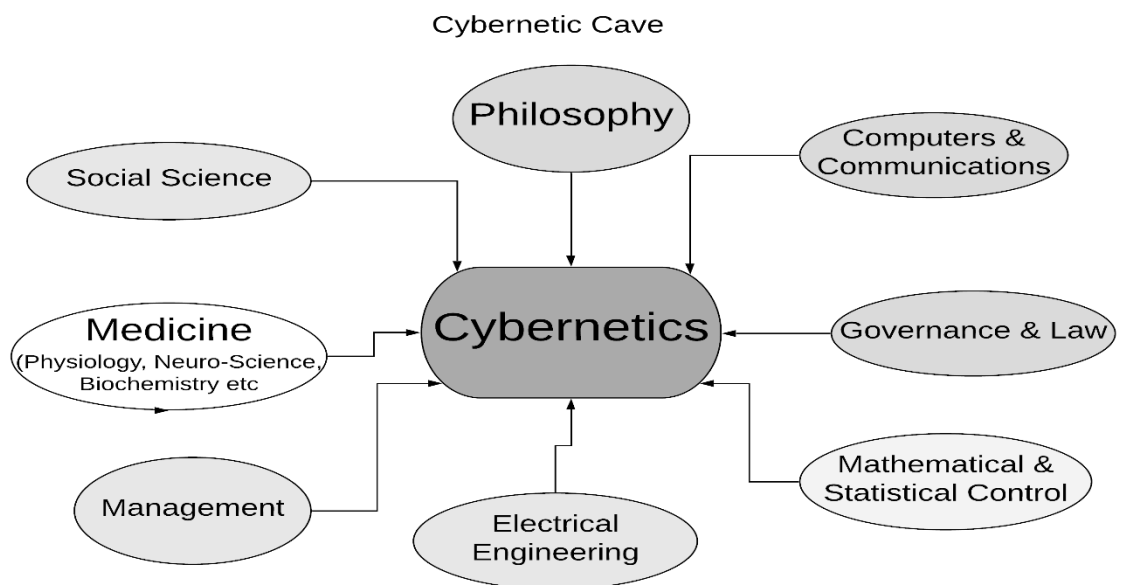 Cybernetic Cave
Philosophy
Computers &
Communications
Social Science
Cybernetics
Medicine
(Physiology, Neuro-Science,
Biochemistry etc
Governance & Law
Management
Electrical
Engineering
Mathematical &
Statistical Control